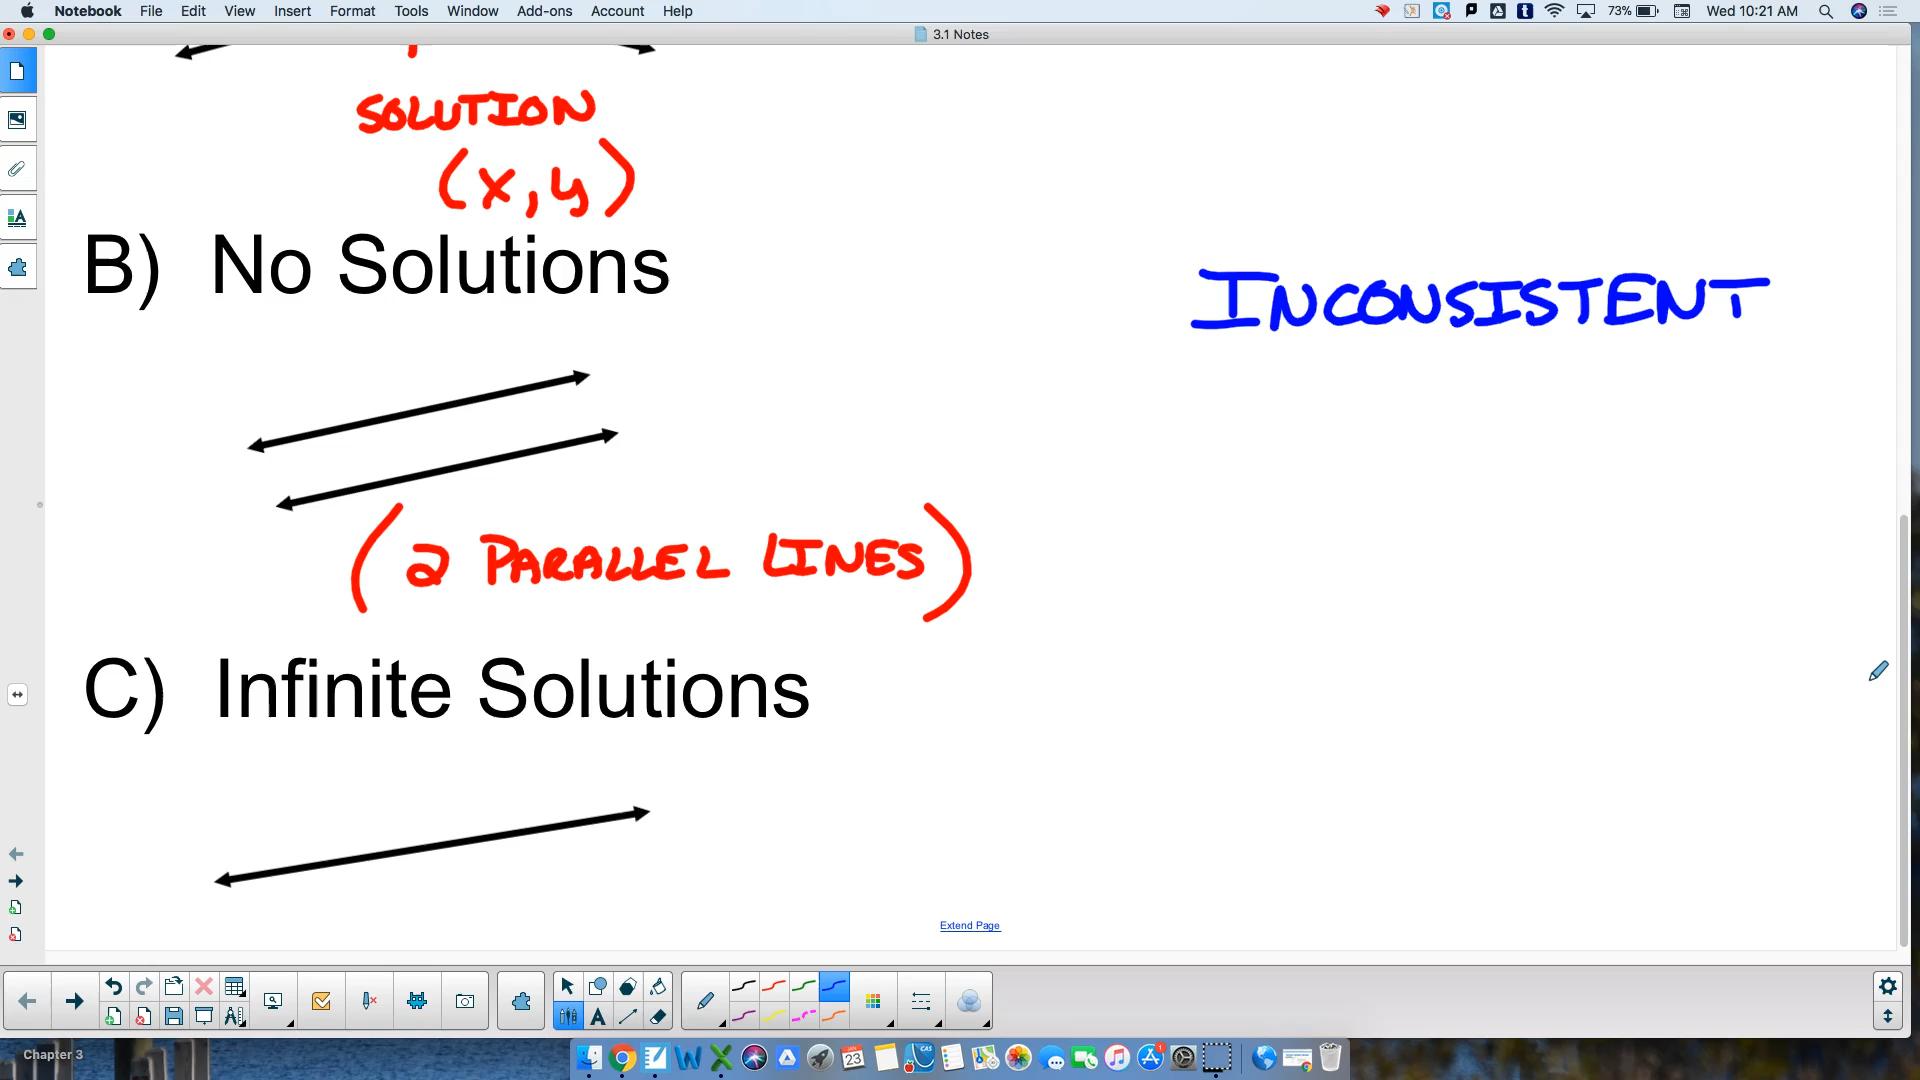 Notebook File Edit View Insert Format Tools Window Add-ons Account Help 73% Wed 10:21 AM
3.1 Notes
SOLUTION
(x,y)
B) No Solutions
INCONSISTENT
(2 PARALLEL LINES)
C) Infinite Solutions
Extend Page
Chapter 3